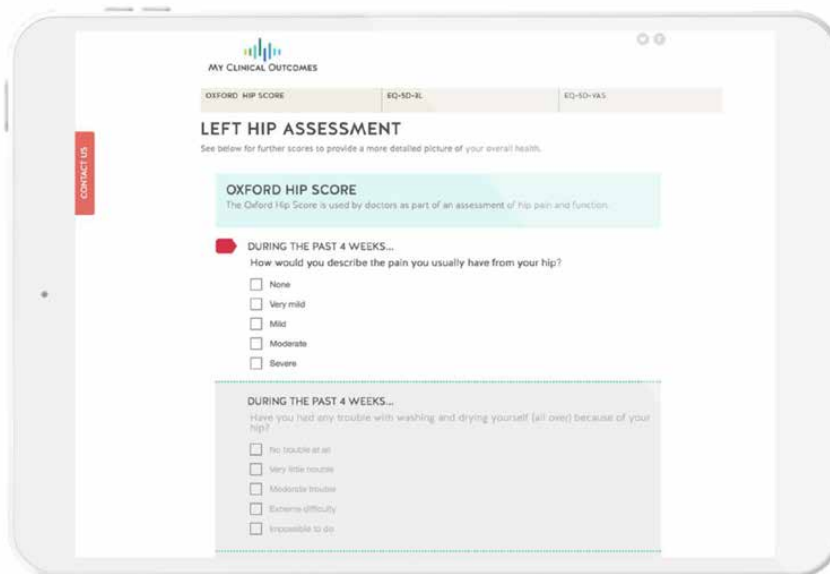 MY CLINICAL OUTCOMES
OXFORD HIP SCORE
EQ-5D-3L
EQ-5D-VAS
LEFT HIP ASSESSMENT
See below for further scores to provide a more detailed picture of your overall health.
CONTACT US
OXFORD HIP SCORE
The Oxford Hip Score is used by doctors as part of an assessment of hip pain and function.
DURING THE PAST 4 WEEKS...
How would you describe the pain you usually have from your hip?
None
Very mild
Mild
Moderate
Severe
DURING THE PAST 4 WEEKS...
Have you had any trouble with washing and drying yourself (all over) because of your
hip?
No trouble at all
Very little trouble
Moderate trouble
Extreme difficulty
Impossible to do